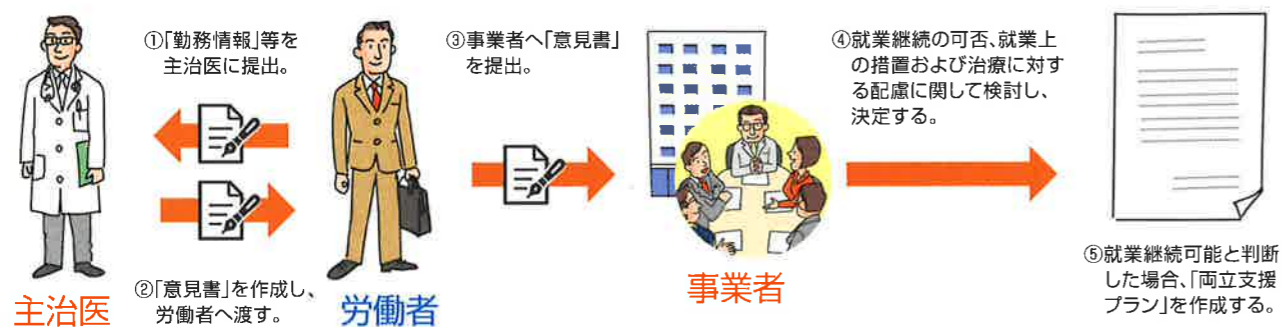 ①「勤務情報」等を
主治医に提出。
②「意見書」を作成し、
労働者へ渡す。
主治医
労働者
③事業者へ「意見書」
を提出。
事業者
④就業継続の可否、就業上
の措置および治療に対す
る配慮に関して検討し、
決定する。
⑤就業継続可能と判断
した場合、「両立支援
プラン」を作成する。